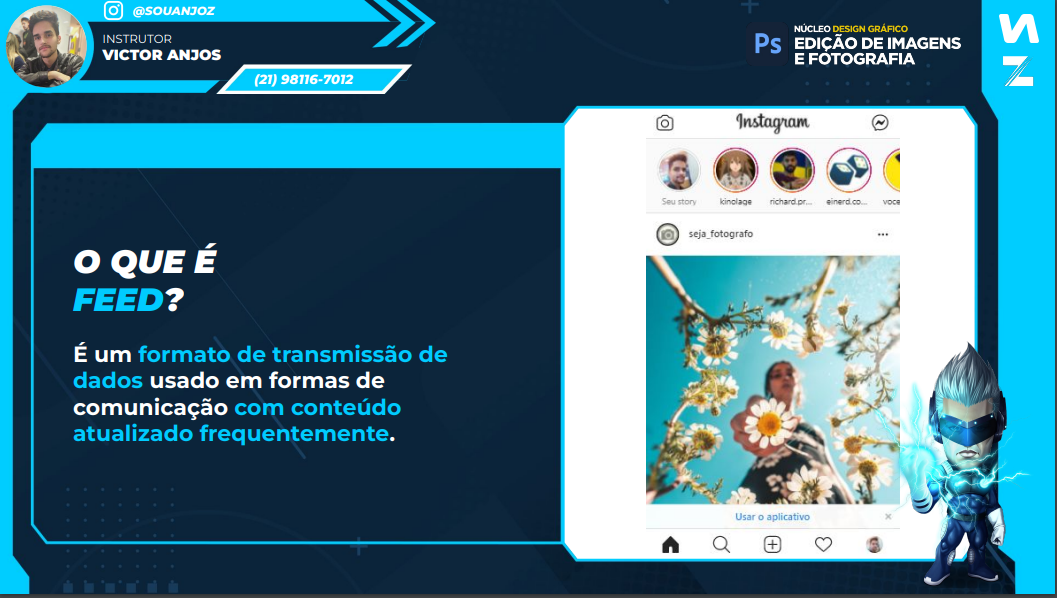 @SOUANJOZ
INSTRUTOR
VICTOR ANJOS
(21) 98116-7012
Ps
NÚCLEO DESIGN GRÁFICO
EDIÇÃO DE IMAGENS
E FOTOGRAFIA
O QUE É
FEED?
É um formato de transmissão de
dados usado em formas de
comunicação com conteúdo
atualizado frequentemente.
Instagram
Seu story
kinolage
richard.pr...
einerd.co...
voce
seja_fotografo
Usar o aplicativo